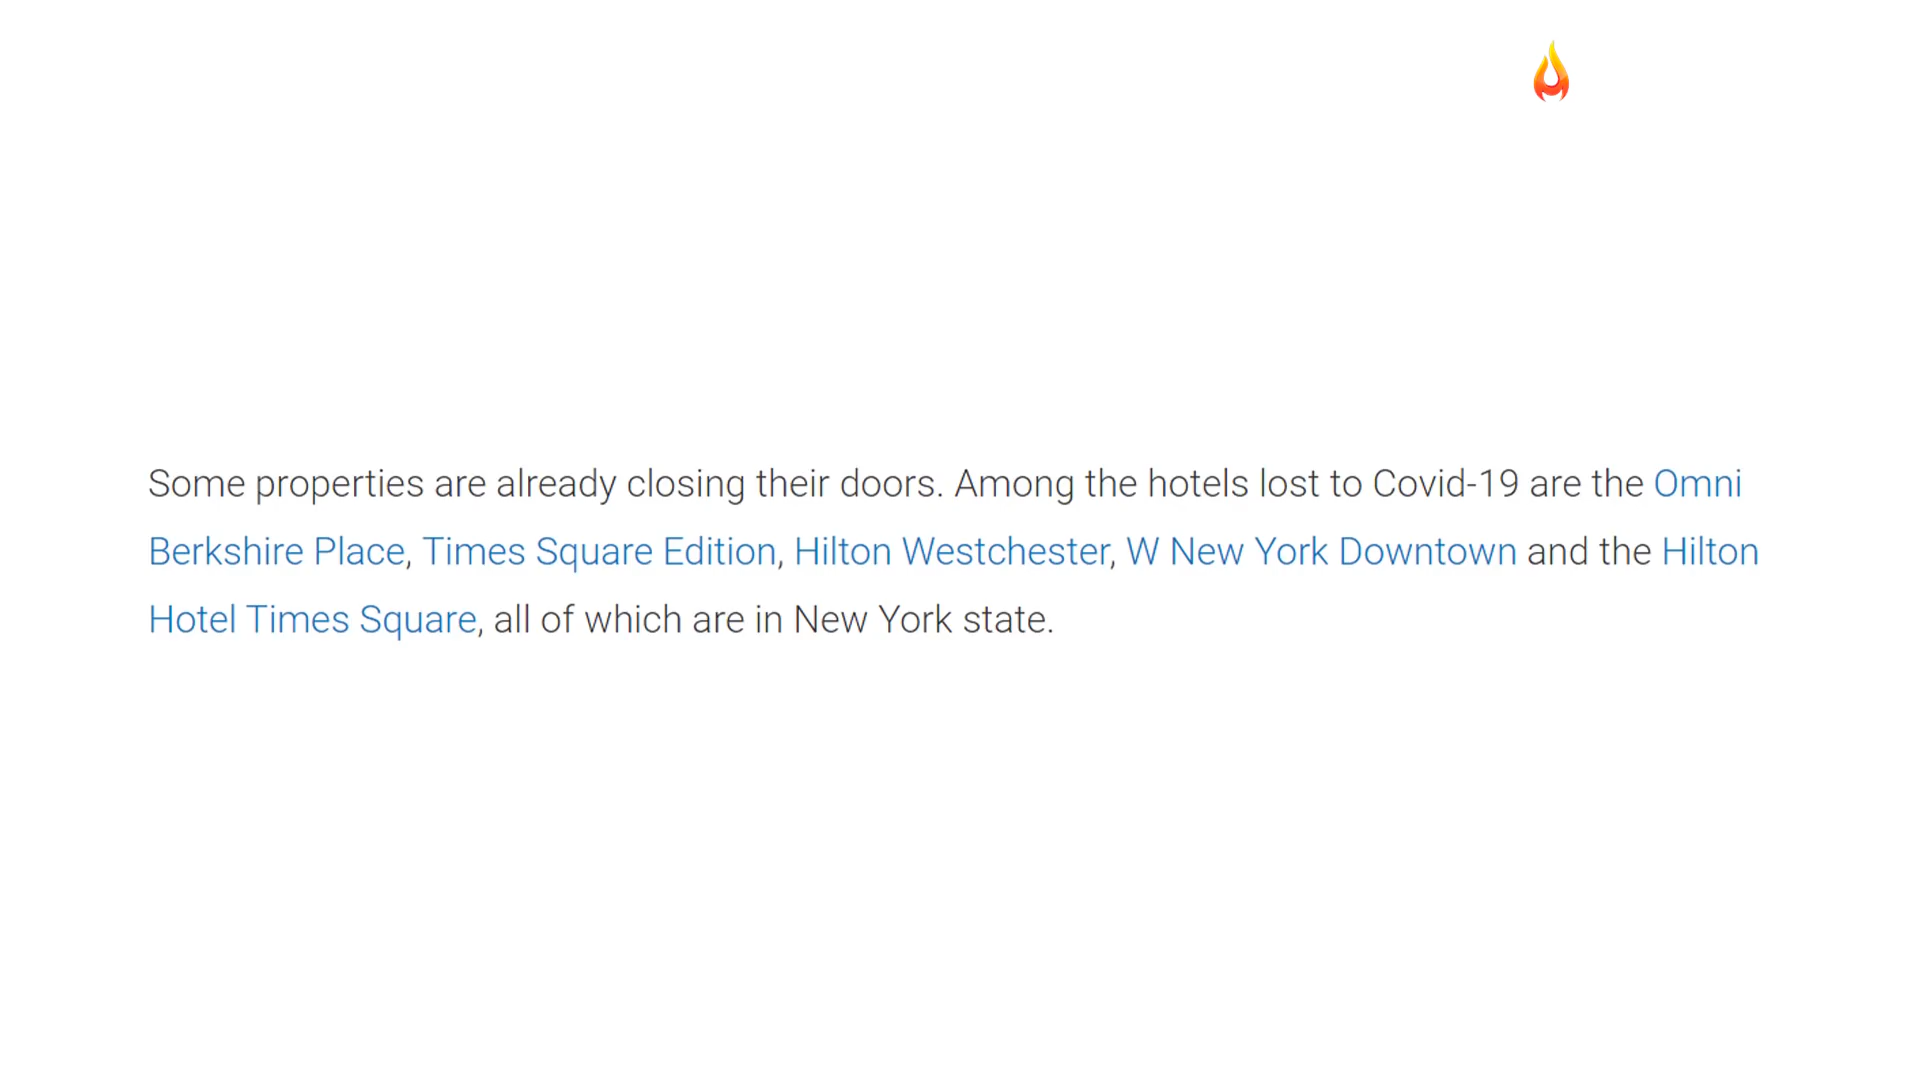 Some properties are already closing their doors. Among the hotels lost to Covid-19 are the Omni
Berkshire Place, Times Square Edition, Hilton Westchester, W New York Downtown and the Hilton
Hotel Times Square, all of which are in New York state.